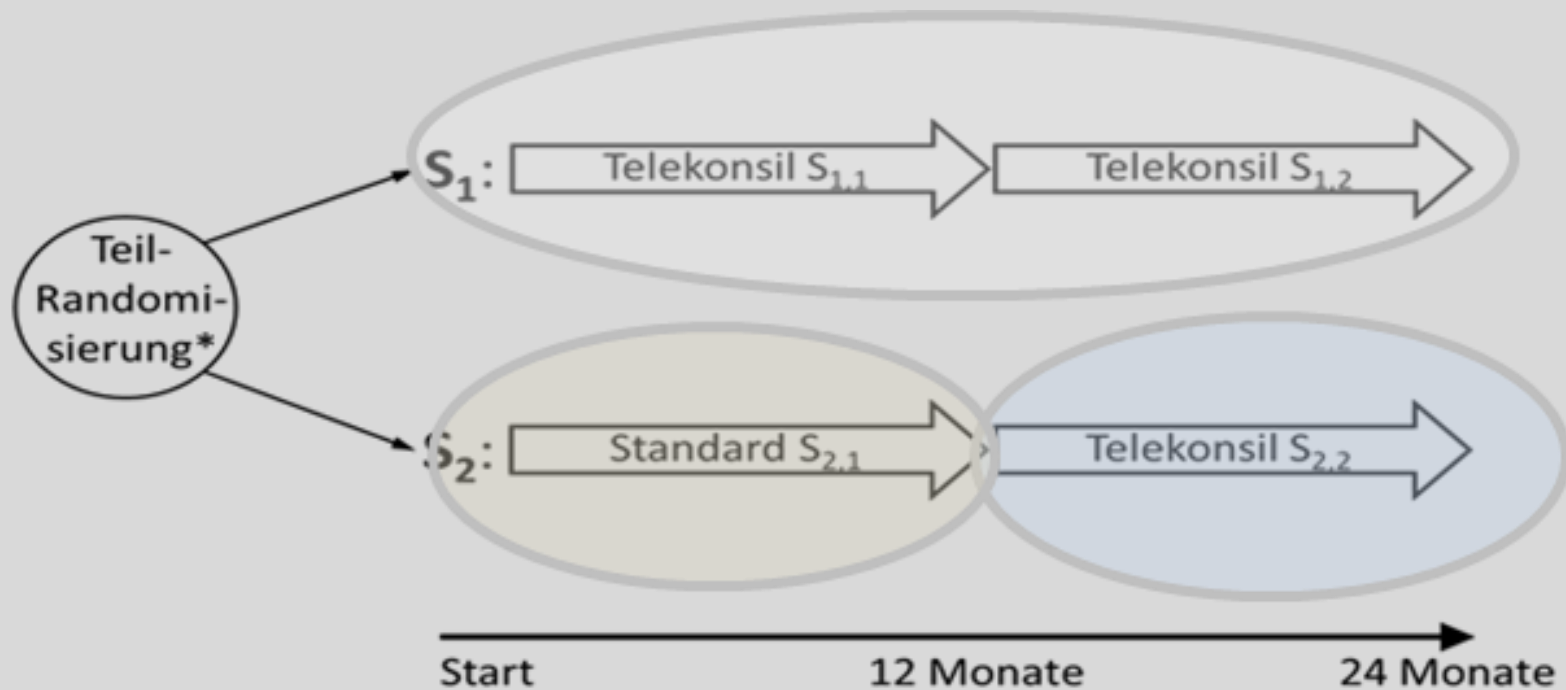 S₁: Telekonsil S₁,₁ Telekonsil S₁,₂
Teil-
Randomi-
sierung*
S₂: Standard S₂,₁ Telekonsil S₂,₂
Start 12 Monate 24 Monate